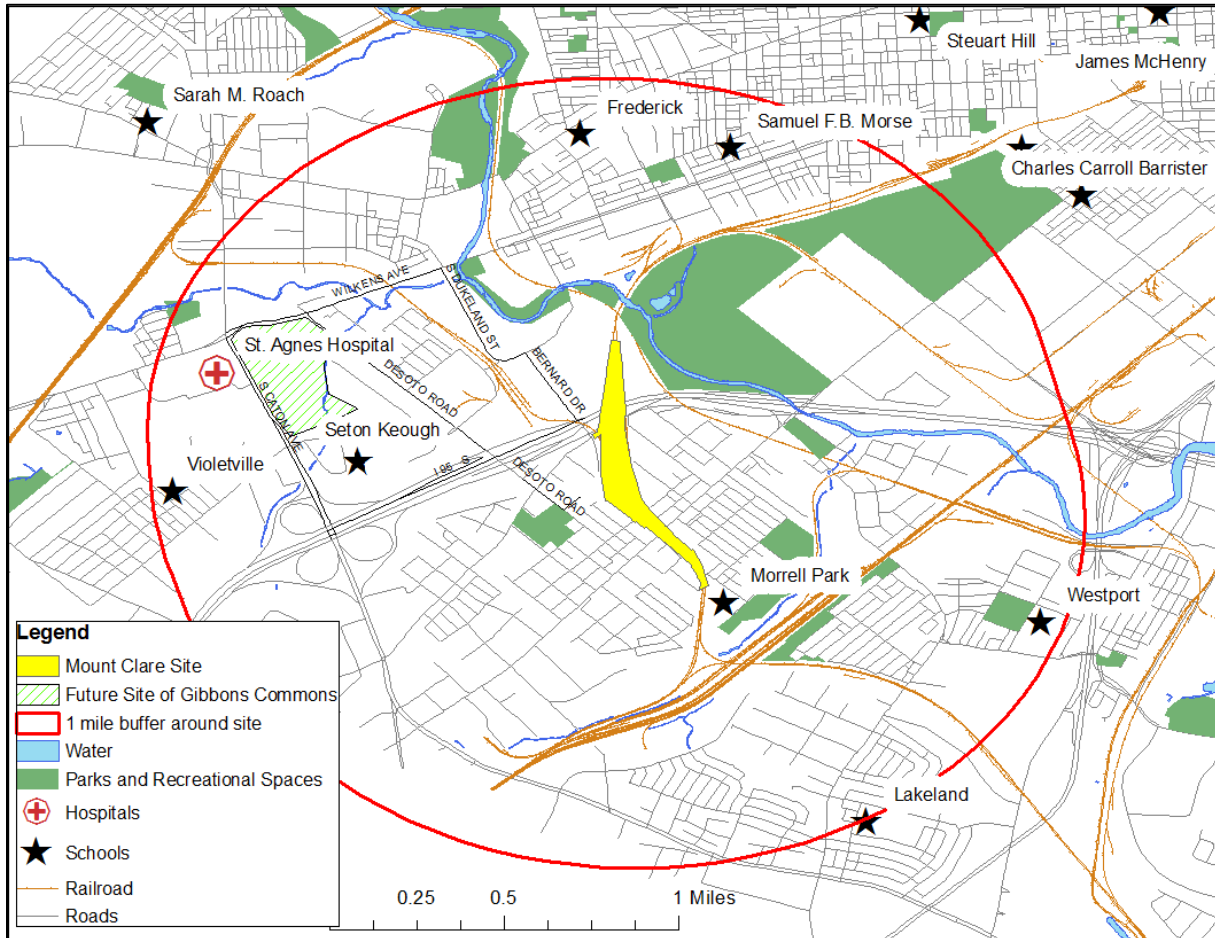 Steuart Hill
James McHenry
Sarah M. Roach
Frederick
Samuel F.B. Morse
Charles Carroll Barrister
WILKENS AVE
S DUKELAND ST
St. Agnes Hospital
BERNARD DR
DESOTO ROAD
S CATON AVE
Seton Keough
Violetville
I 95 S
DESOTO ROAD
Morrell Park
Westport
Lakeland
Legend
Mount Clare Site
Future Site of Gibbons Commons
1 mile buffer around site
Water
Parks and Recreational Spaces
Hospitals
Schools
Railroad
Roads
0.25 0.5 1 Miles